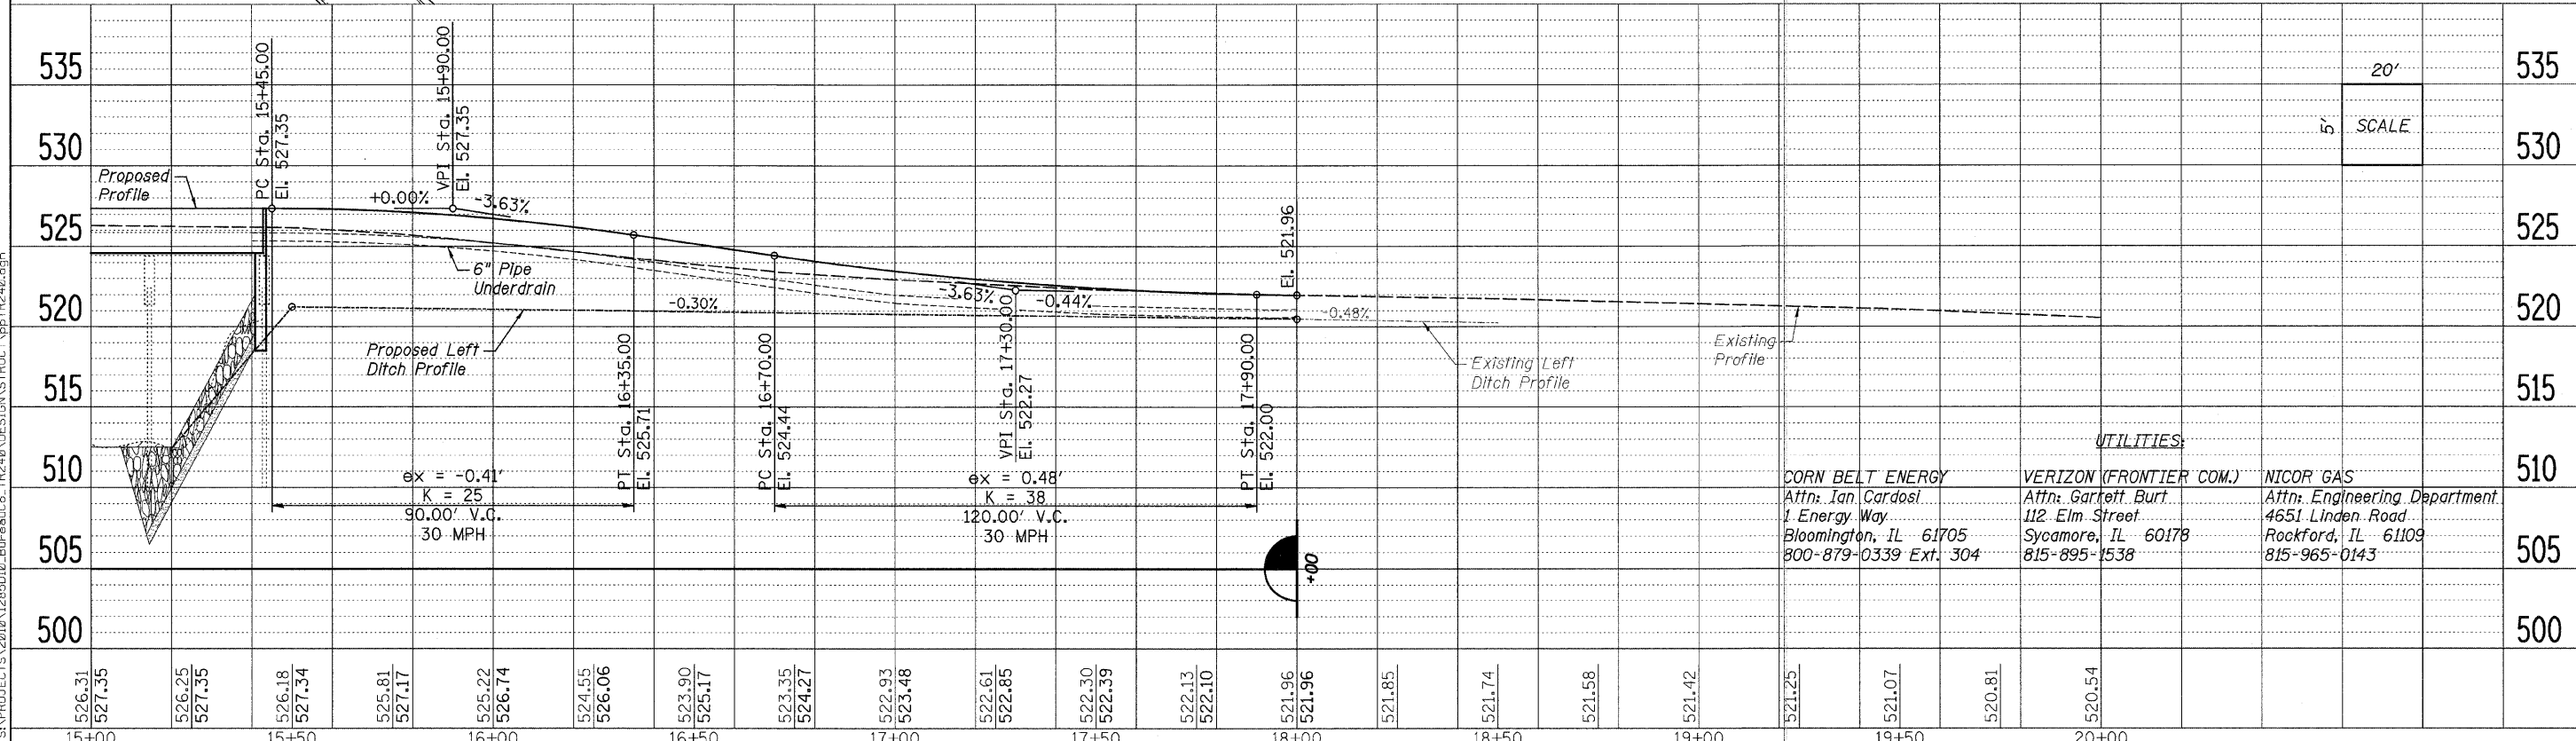 535
530
525
520
515
510
505
500
535
530
525
520
515
510
505
500
PC Sta. 15+45.00
El. 527.35
VPI Sta. 15+90.00
El. 527.35
Proposed
Profile
+0.00%
-3.63%
6" Pipe
Underdrain
-0.30%
Proposed Left
Ditch Profile
PT Sta. 16+35.00
El. 525.71
PC Sta. 16+70.00
El. 524.44
-3.63%
-0.44%
VPI Sta. 17+30.00
El. 522.27
PT Sta. 17+90.00
El. 522.00
El. 521.96
-0.48%
Existing Left
Ditch Profile
Existing
Profile
20'
5'
SCALE
ex = -0.41'
K = 25
90.00' V.C.
30 MPH
ex = 0.48'
K = 38
120.00' V.C.
30 MPH
+00
UTILITIES:
CORN BELT ENERGY
Attn: Ian Cardosi
1 Energy Way
Bloomington, IL 61705
800-879-0339 Ext. 304
VERIZON (FRONTIER COM.)
Attn: Garrett Burt
112 Elm Street
Sycamore, IL 60178
815-895-1538
NICOR GAS
Attn: Engineering Department
4651 Linden Road
Rockford, IL 61109
815-965-0143
526.31
527.35
526.25
527.35
526.18
527.34
525.81
527.17
525.22
526.74
524.55
526.06
523.90
525.17
523.35
524.27
522.93
523.48
522.61
522.85
522.30
522.39
522.13
522.10
521.96
521.96
521.85
521.74
521.58
521.42
521.25
521.07
520.81
520.54
15+00
15+50
16+00
16+50
17+00
17+50
18+00
18+50
19+00
19+50
20+00